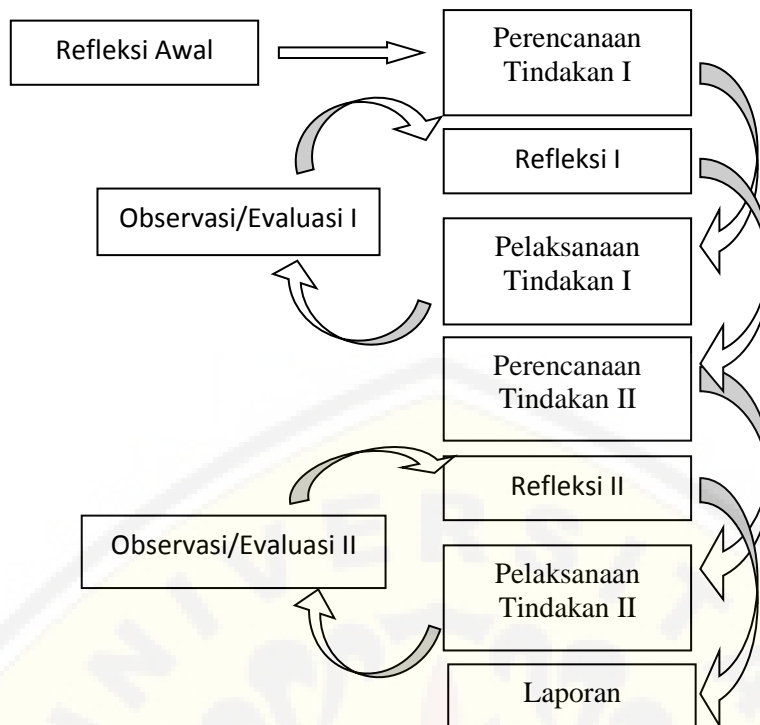 Refleksi Awal
Perencanaan
Tindakan I
Refleksi I
Observasi/Evaluasi I
Pelaksanaan
Tindakan I
Perencanaan
Tindakan II
Refleksi II
Observasi/Evaluasi II
Pelaksanaan
Tindakan II
Laporan
UNIVERSIT